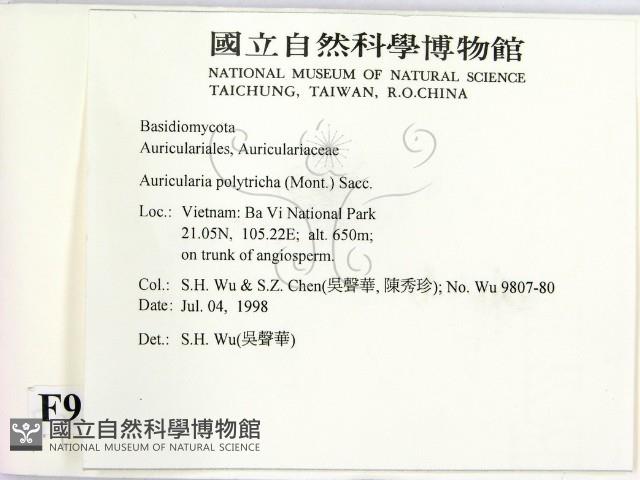 國立自然科學博物館
NATIONAL MUSEUM OF NATURAL SCIENCE
TAICHUNG, TAIWAN, R.O.CHINA
Basidiomycota
Auriculariales, Auriculariaceae
Auricularia polytricha (Mont.) Sacc.
Loc.: Vietnam: Ba Vi National Park
21.05N, 105.22E; alt. 650m;
on trunk of angiosperm.
Col.: S.H. Wu & S.Z. Chen(吳聲華, 陳秀珍); No. Wu 9807-80
Date: Jul. 04, 1998
Det.: S.H. Wu(吳聲華)
國立自然科學博物館
NATIONAL MUSEUM OF NATURAL SCIENCE